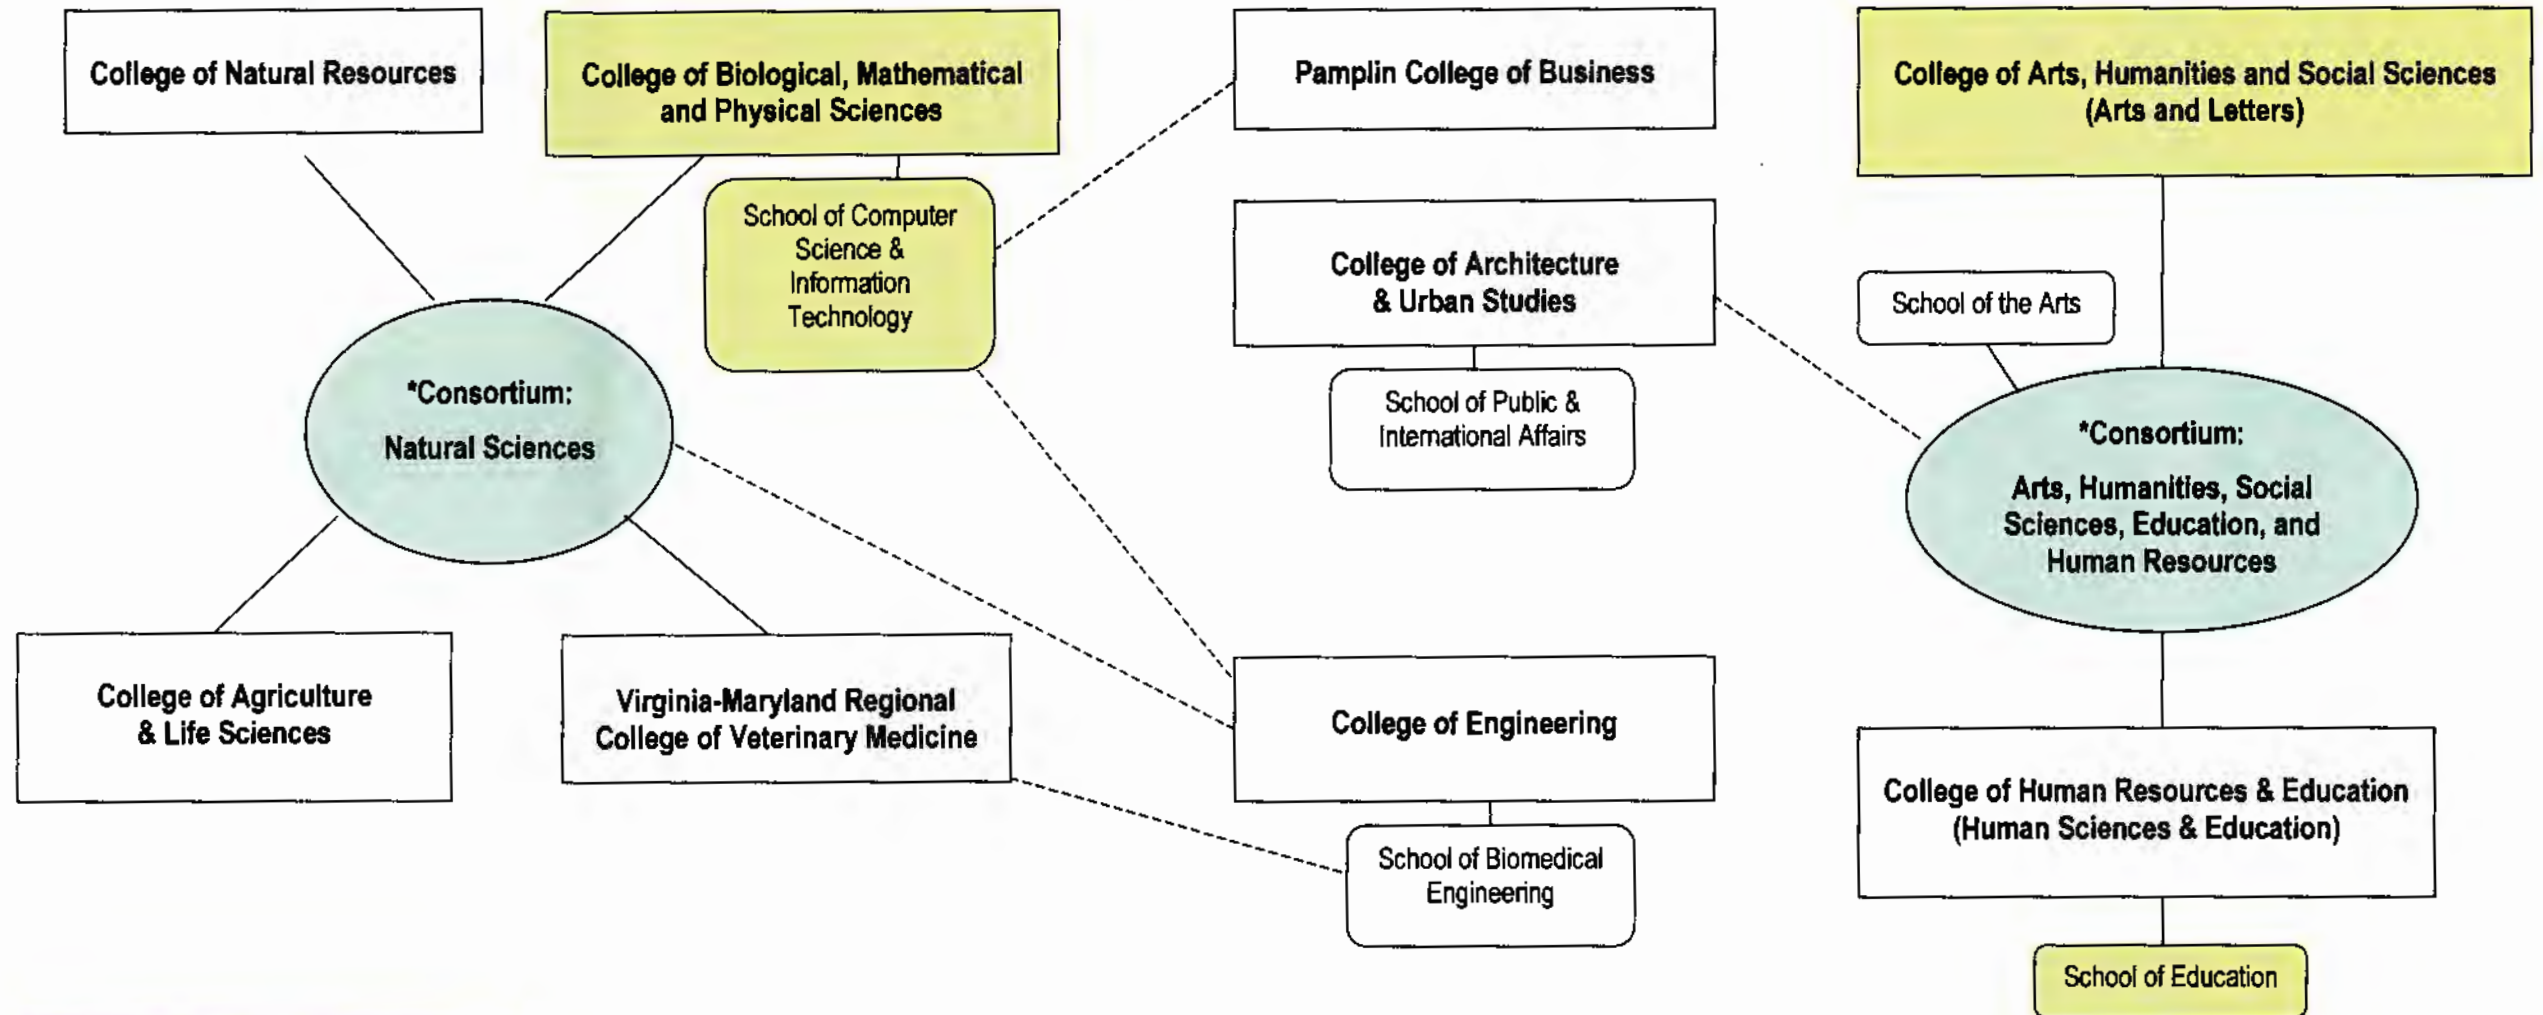 College of Natural Resources
College of Biological, Mathematical
and Physical Sciences
Pamplin College of Business
College of Arts, Humanities and Social Sciences
(Arts and Letters)
School of Computer
Science &
Information
Technology
College of Architecture
& Urban Studies
School of the Arts
School of Public &
International Affairs
*Consortium:
Natural Sciences
*Consortium:
Arts, Humanities, Social
Sciences, Education, and
Human Resources
College of Agriculture
& Life Sciences
Virginia-Maryland Regional
College of Veterinary Medicine
College of Engineering
College of Human Resources & Education
(Human Sciences & Education)
School of Biomedical
Engineering
School of Education